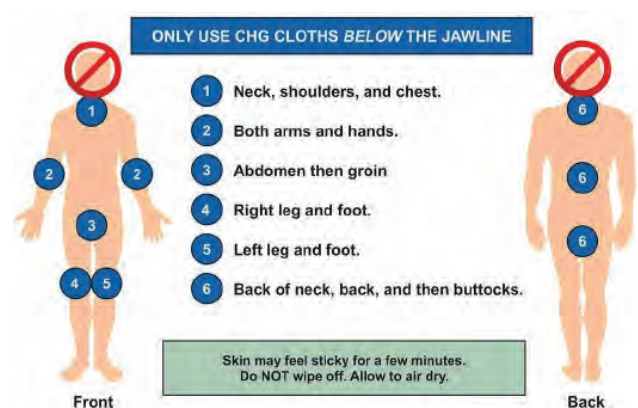 ONLY USE CHG CLOTHS BELOW THE JAWLINE
1 Neck, shoulders, and chest.
2 Both arms and hands.
3 Abdomen then groin
4 Right leg and foot.
5 Left leg and foot.
6 Back of neck, back, and then buttocks.
1
2 2
3
4 5
6
6
6
Skin may feel sticky for a few minutes.
Do NOT wipe off. Allow to air dry.
Front
Back